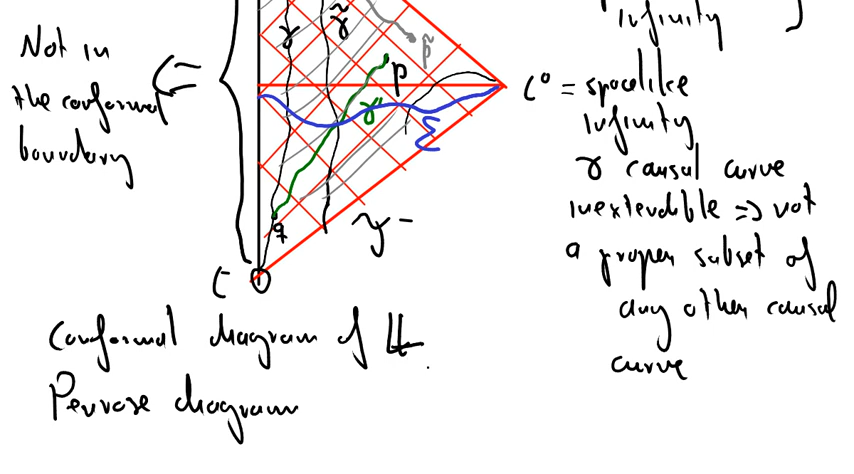 infinity
γ
γ̃
p̃
Not in
the conformal
boundary
p
γ'
i⁰ = spacelike
infinity
Σ
γ causal curve
inextendible => not
a proper subset of
any other causal
curve
q
𝒥⁻
i
Conformal diagram of 𝕃⁴.
Penrose diagram